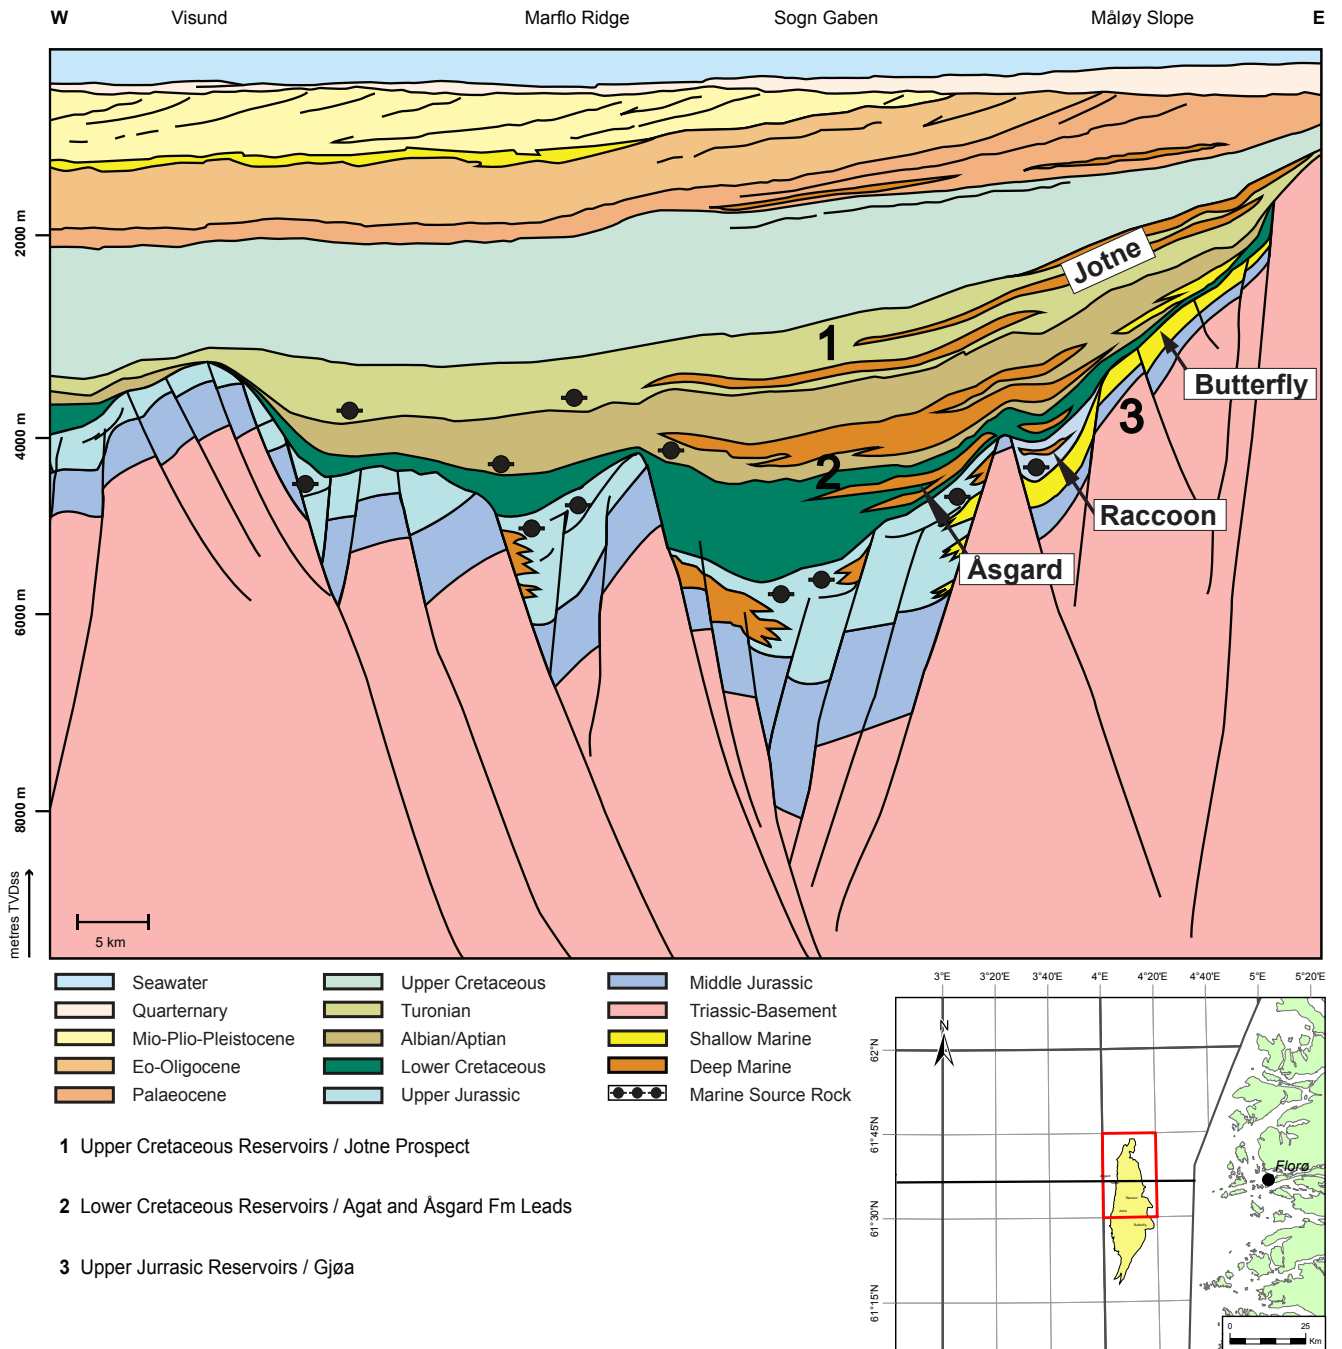 W Visund Marflo Ridge Sogn Gaben Måløy Slope E
2000 m
4000 m
6000 m
8000 m
metres TVDss
Jotne
1
Butterfly
3
2
Raccoon
Åsgard
5 km
Seawater
Quarternary
Mio-Plio-Pleistocene
Eo-Oligocene
Palaeocene
Upper Cretaceous
Turonian
Albian/Aptian
Lower Cretaceous
Upper Jurassic
Middle Jurassic
Triassic-Basement
Shallow Marine
Deep Marine
Marine Source Rock
1 Upper Cretaceous Reservoirs / Jotne Prospect
2 Lower Cretaceous Reservoirs / Agat and Åsgard Fm Leads
3 Upper Jurrasic Reservoirs / Gjøa
3°E 3°20'E 3°40'E 4°E 4°20'E 4°40'E 5°E 5°20'E
N
62°N
61°45'N
61°30'N
61°15'N
Florø
Raccoon
Jotne
Butterfly
0 25
Km